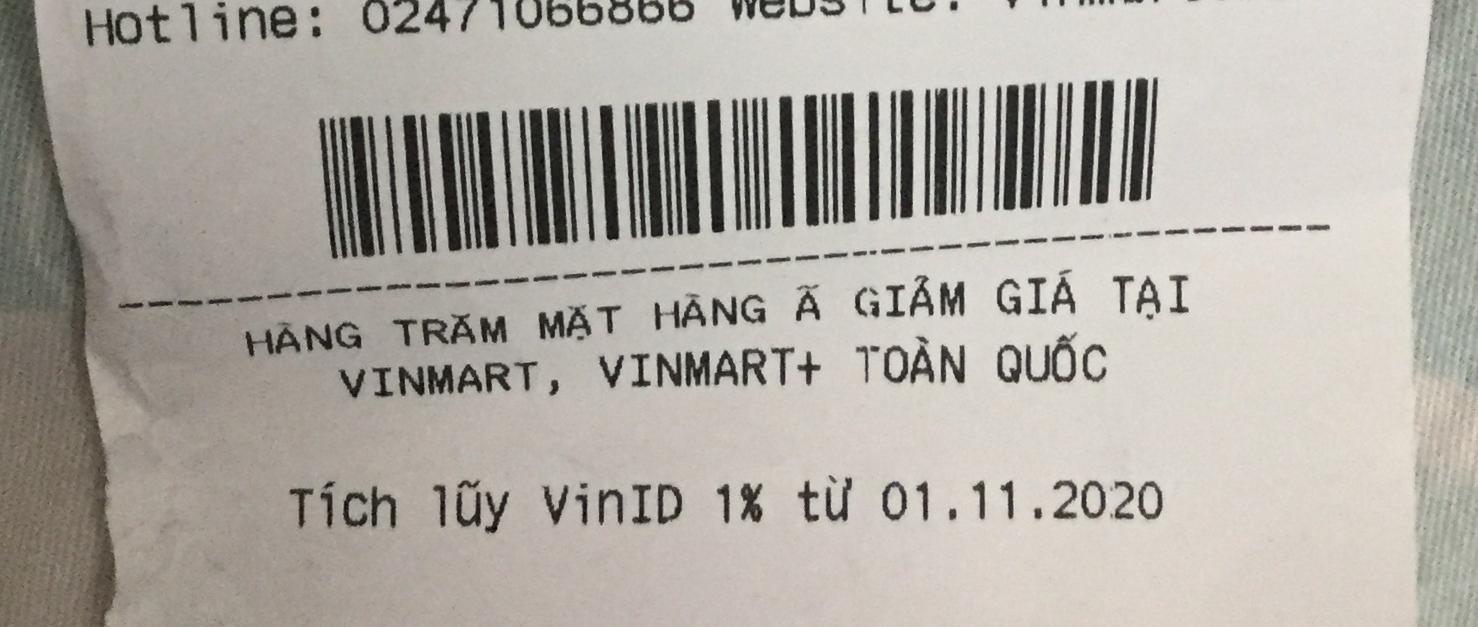 Hotline: 02471066866 Website:
HÀNG TRĂM MẶT HÀNG Ã GIẢM GIÁ TẠI
VINMART, VINMART+ TOÀN QUỐC
Tích lũy VinID 1% từ 01.11.2020